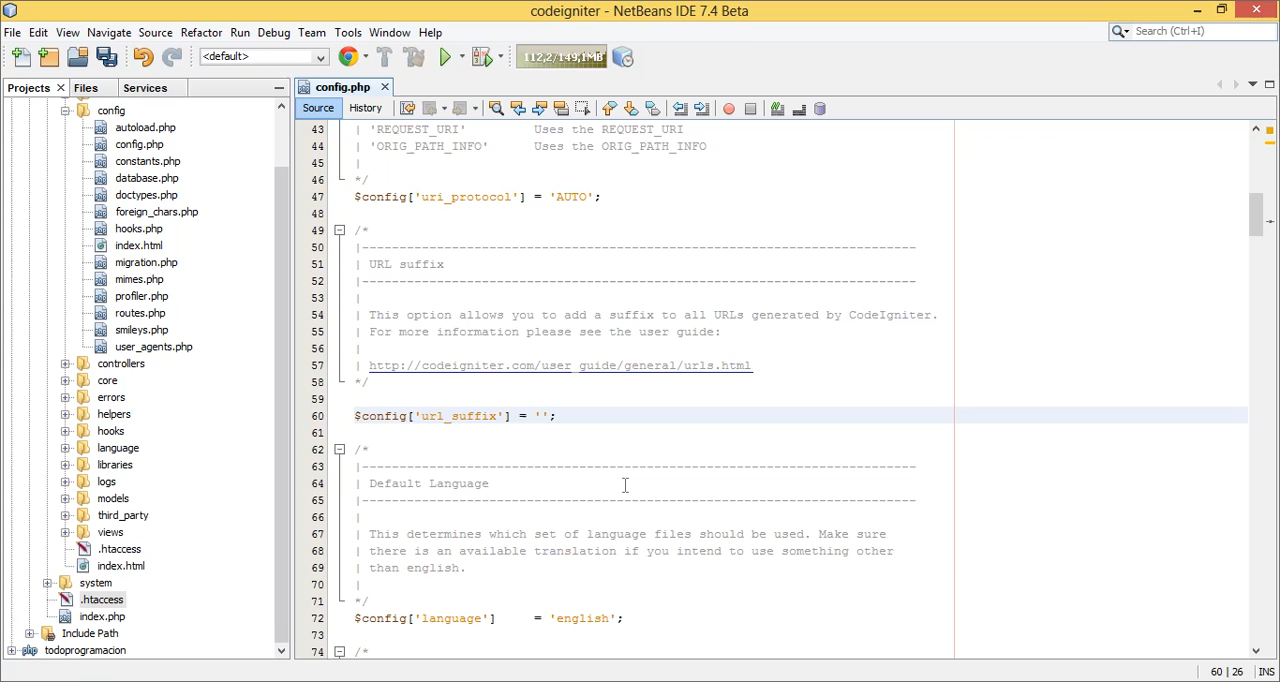 codeigniter - NetBeans IDE 7.4 Beta
File Edit View Navigate Source Refactor Run Debug Team Tools Window Help
Search (Ctrl+I)
<default>
112,2/149,1MB
Projects
Files
Services
config.php
Source
History
config
autoload.php
config.php
constants.php
database.php
doctypes.php
foreign_chars.php
hooks.php
index.html
migration.php
mimes.php
profiler.php
routes.php
smileys.php
user_agents.php
controllers
core
errors
helpers
hooks
language
libraries
logs
models
third_party
views
.htaccess
index.html
system
.htaccess
index.php
Include Path
todoprogramacion
43 | 'REQUEST_URI' Uses the REQUEST_URI
44 | 'ORIG_PATH_INFO' Uses the ORIG_PATH_INFO
45 |
46 */
47 $config['uri_protocol'] = 'AUTO';
48
49 /*
50 |--------------------------------------------------------------------------
51 | URL suffix
52 |--------------------------------------------------------------------------
53 |
54 | This option allows you to add a suffix to all URLs generated by CodeIgniter.
55 | For more information please see the user guide:
56 |
57 | http://codeigniter.com/user_guide/general/urls.html
58 */
59
60 $config['url_suffix'] = '';
61
62 /*
63 |--------------------------------------------------------------------------
64 | Default Language
65 |--------------------------------------------------------------------------
66 |
67 | This determines which set of language files should be used. Make sure
68 | there is an available translation if you intend to use something other
69 | than english.
70 |
71 */
72 $config['language'] = 'english';
73
74 /*
60 | 26
INS